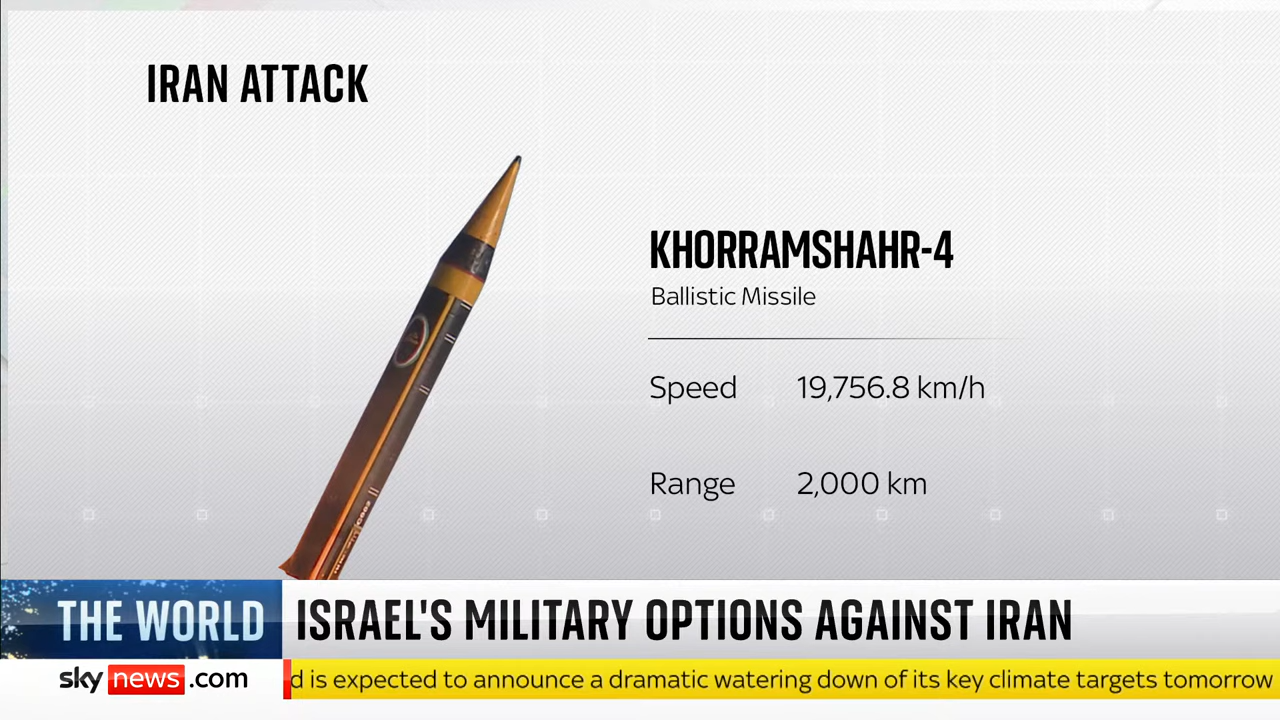 IRAN ATTACK
KHORRAMSHAHR-4
Ballistic Missile
Speed 19,756.8 km/h
Range 2,000 km
THE WORLD ISRAEL'S MILITARY OPTIONS AGAINST IRAN
sky news .com d is expected to announce a dramatic watering down of its key climate targets tomorrow